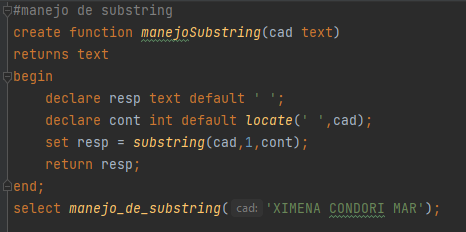 #manejo de substring
create function manejoSubstring(cad text)
returns text
begin
declare resp text default ' ';
declare cont int default locate(' ',cad);
set resp = substring(cad,1,cont);
return resp;
end;
select manejo_de_substring( cad: 'XIMENA CONDORI MAR');